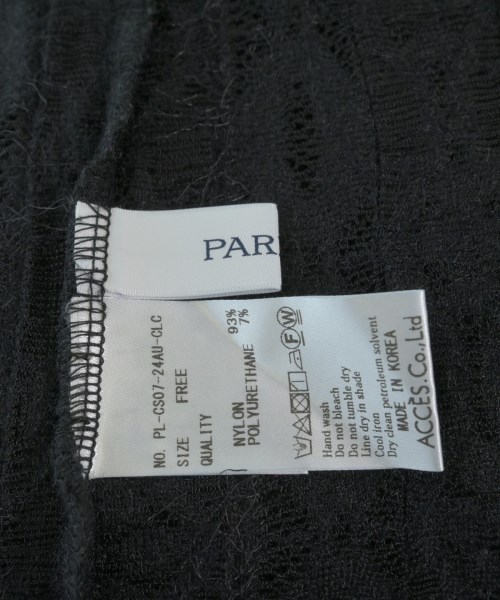 PAR
NO. PL-CS07-24AU-CLC
SIZE FREE
QUALITY
NYLON 93%
POLYURETHANE 7%
Hand wash
Do not bleach
Do not tumble dry
Line dry in shade
Cool iron
Dry clean petroleum solvent
MADE IN KOREA
ACCÈS.Co.,Ltd